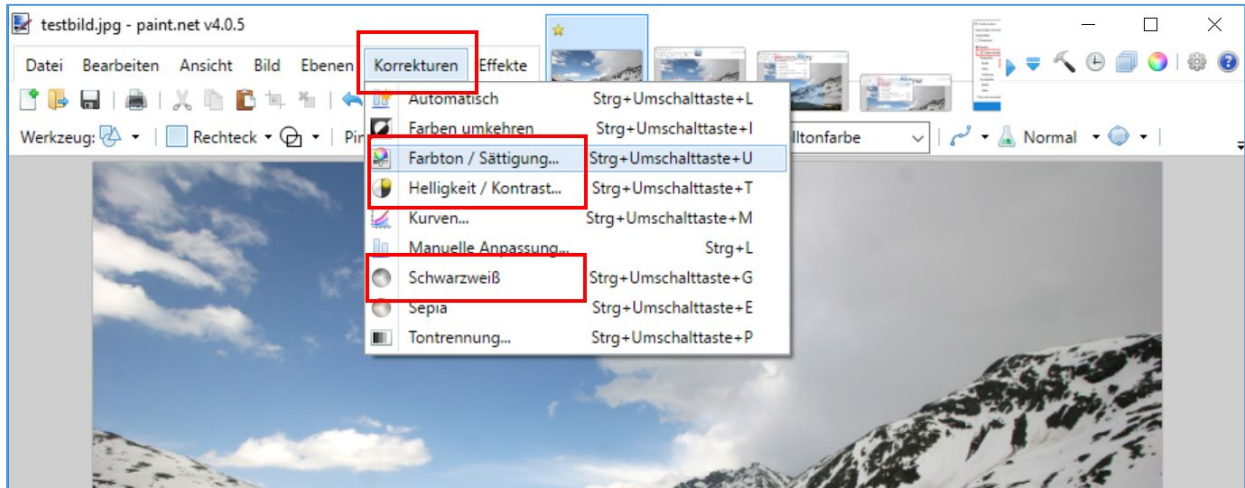 testbild.jpg - paint.net v4.0.5
Datei Bearbeiten Ansicht Bild Ebenen Korrekturen Effekte
Werkzeug: Rechteck Normal
Automatisch Strg+Umschalttaste+L
Farben umkehren Strg+Umschalttaste+I
Farbton / Sättigung... Strg+Umschalttaste+U
Helligkeit / Kontrast... Strg+Umschalttaste+T
Kurven... Strg+Umschalttaste+M
Manuelle Anpassung... Strg+L
Schwarzweiß Strg+Umschalttaste+G
Sepia Strg+Umschalttaste+E
Tontrennung... Strg+Umschalttaste+P